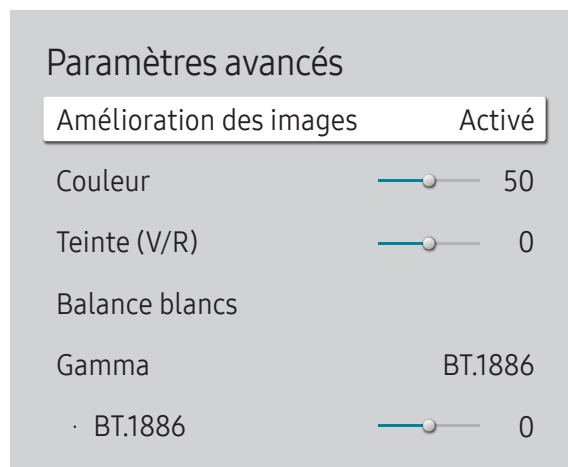 Paramètres avancés
Amélioration des images Activé
Couleur 50
Teinte (V/R) 0
Balance blancs
Gamma BT.1886
· BT.1886 0